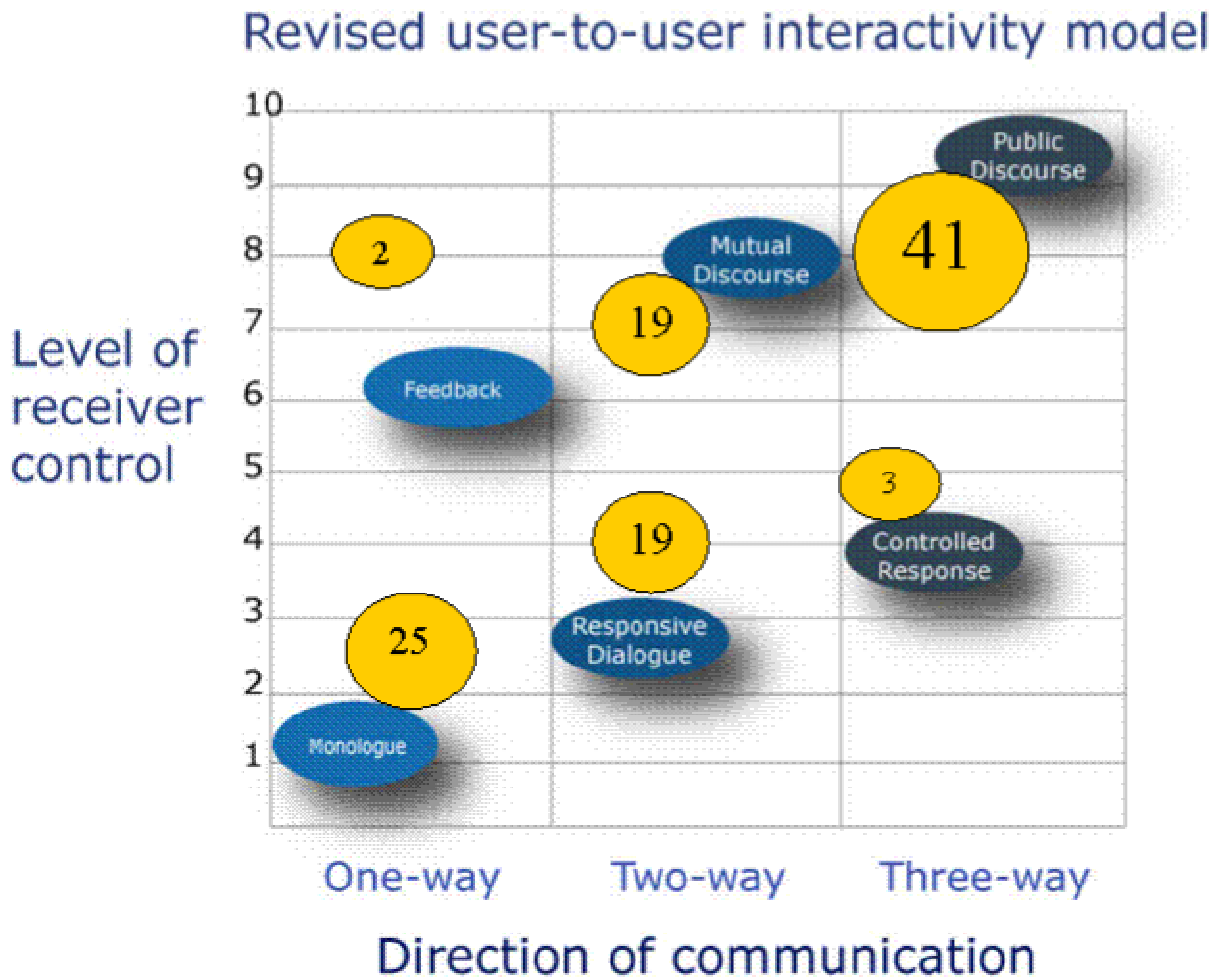 Revised user-to-user interactivity model
10
9
8
7
6
5
4
3
2
1
Level of
receiver
control
Public
Discourse
41
2
Mutual
Discourse
19
Feedback
3
Controlled
Response
19
Responsive
Dialogue
25
Monologue
One-way
Two-way
Three-way
Direction of communication